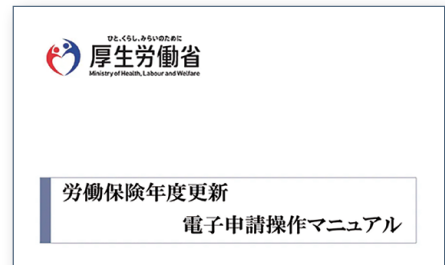 ひと、くらし、みらいのために
厚生労働省
Ministry of Health, Labour and Welfare
労働保険年度更新
電子申請操作マニュアル